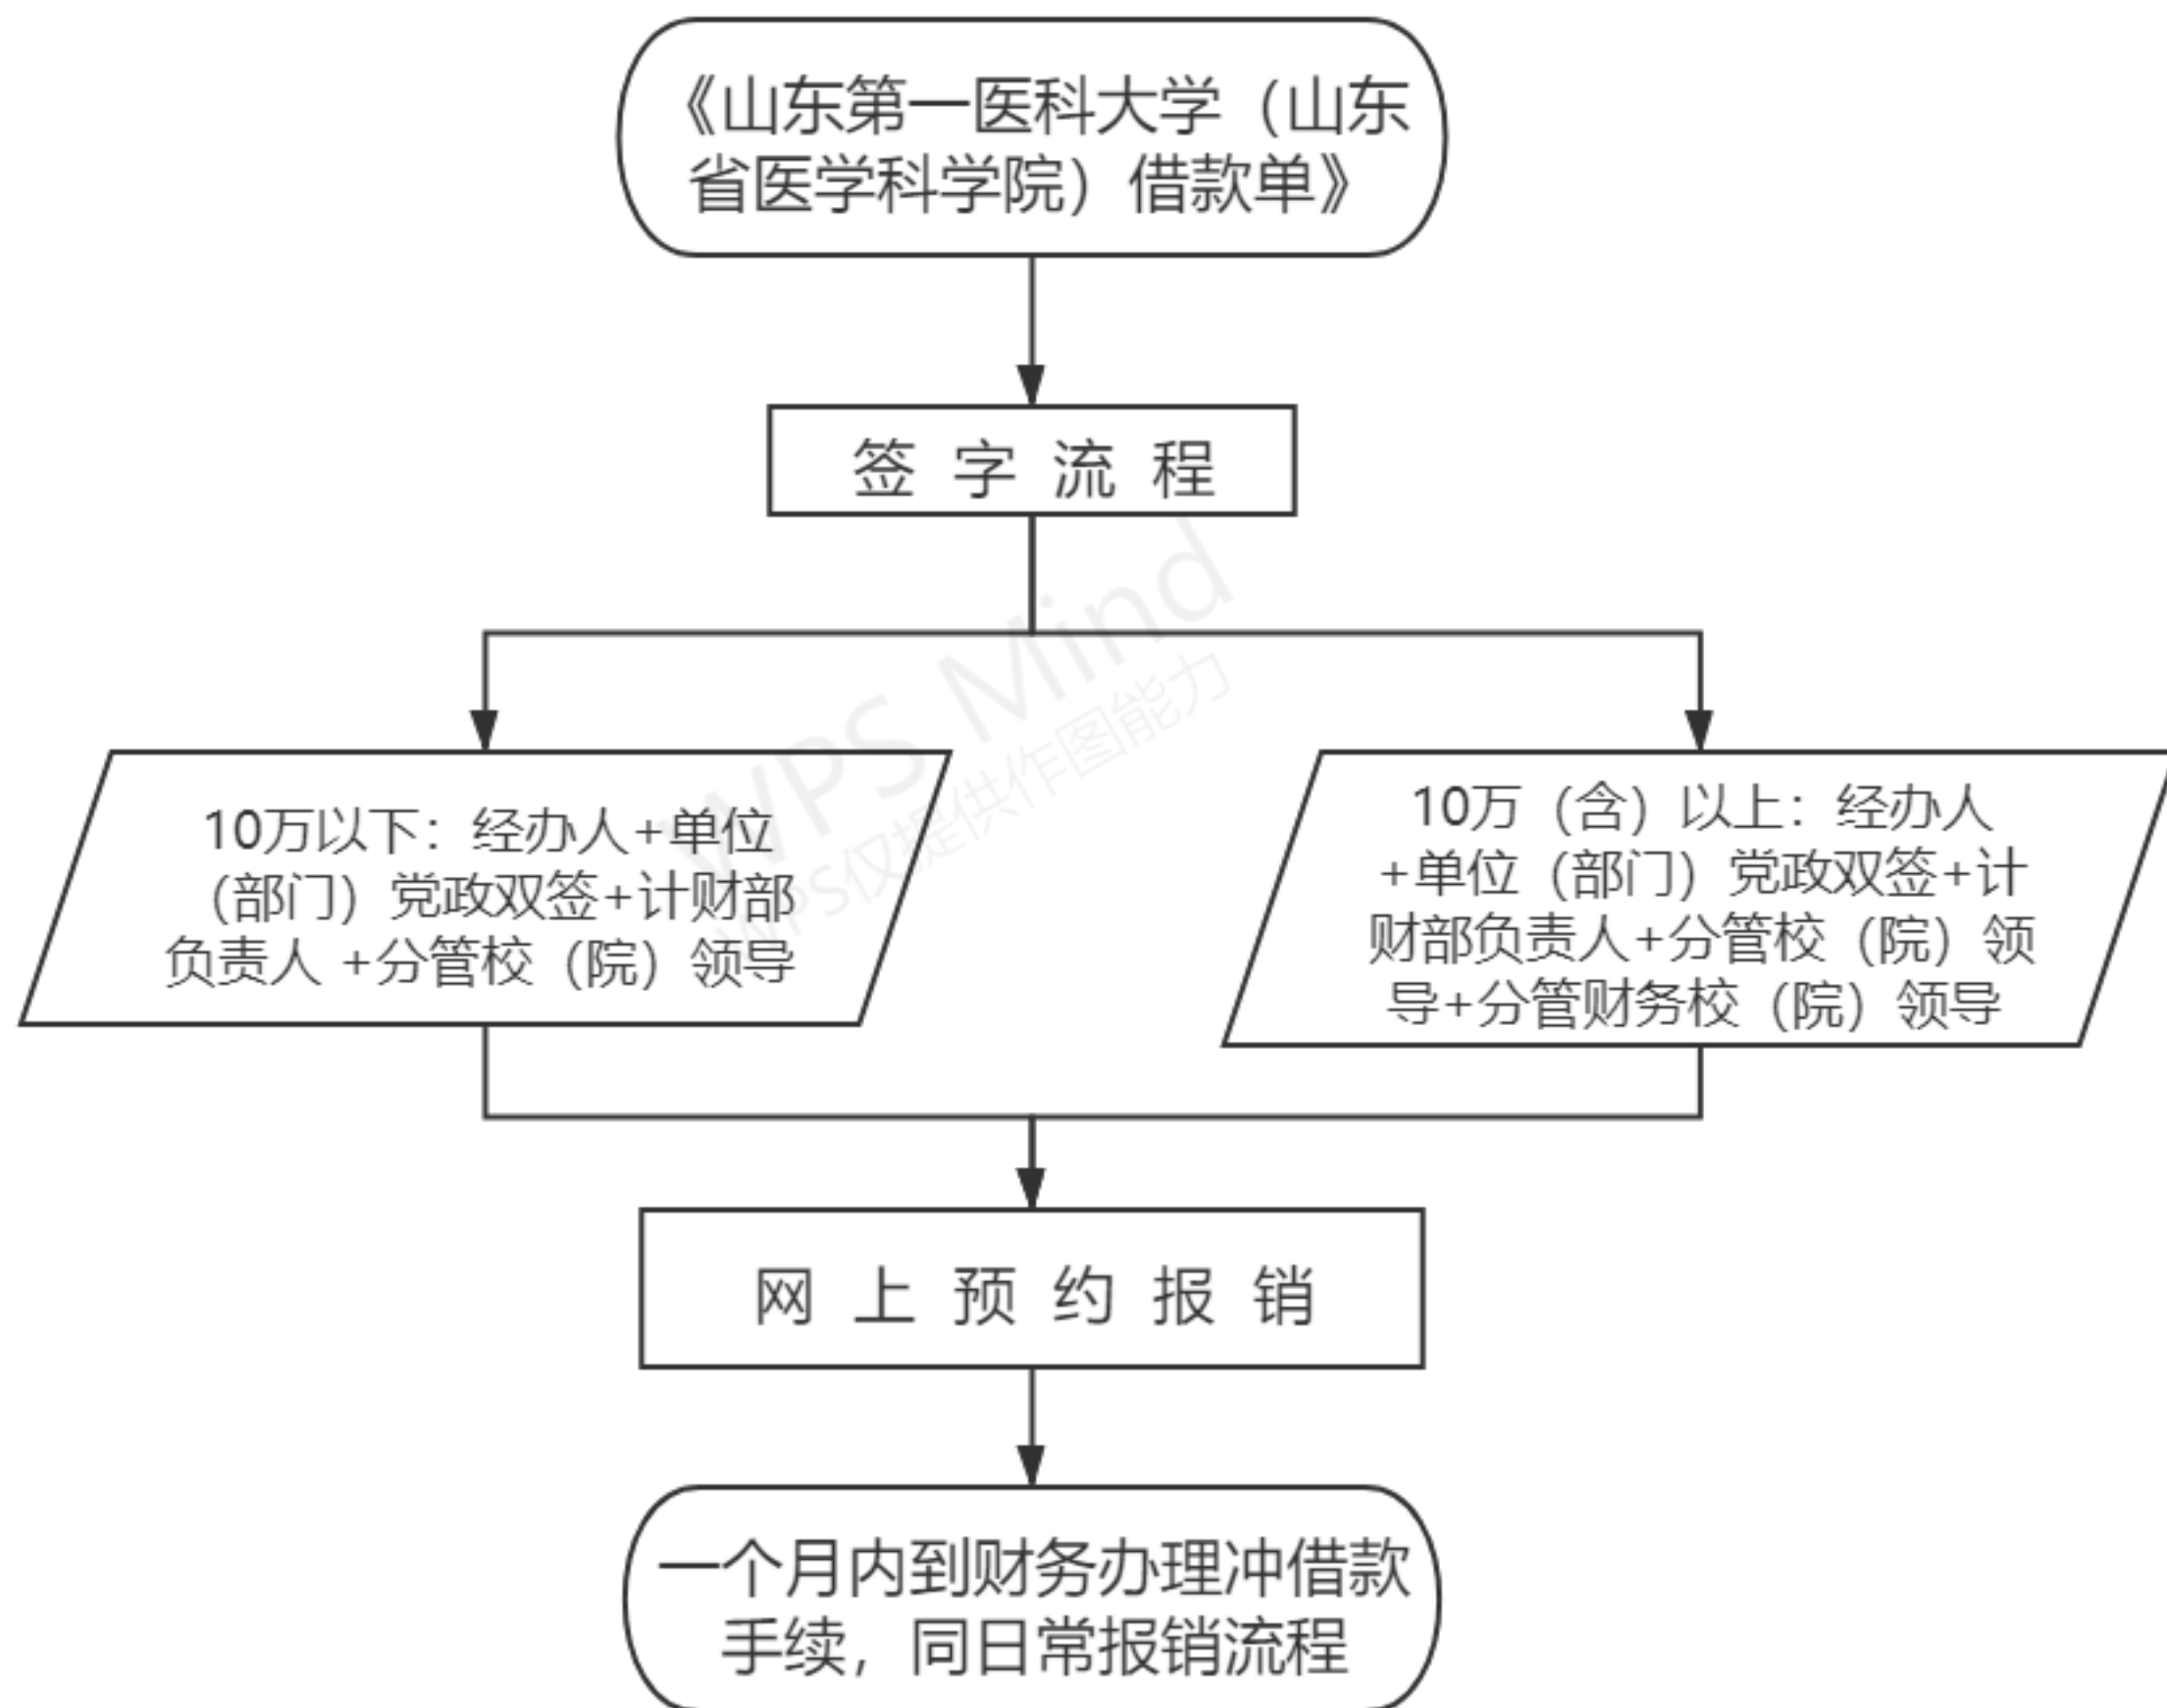 《山东第一医科大学（山东
省医学科学院）借款单》
签 字 流 程
WPS Mind
WPS仅提供作图能力
10万以下：经办人+单位
（部门）党政双签+计财部
负责人 +分管校（院）领导
10万（含）以上：经办人
+单位（部门）党政双签+计
财部负责人+分管校（院）领
导+分管财务校（院）领导
网 上 预 约 报 销
一个月内到财务办理冲借款
手续，同日常报销流程